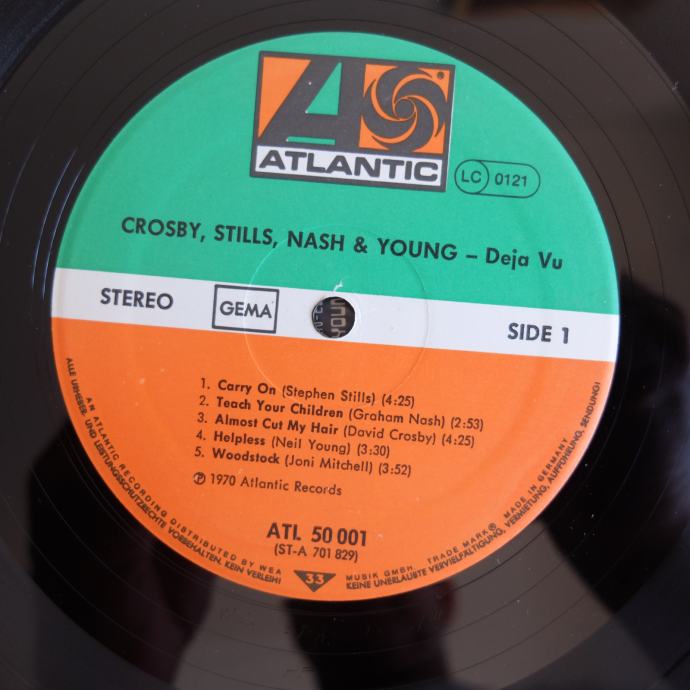 ATLANTIC
®
LC 0121
CROSBY, STILLS, NASH & YOUNG – Deja Vu
STEREO GEMA SIDE 1
1. Carry On (Stephen Stills) (4:25)
2. Teach Your Children (Graham Nash) (2:53)
3. Almost Cut My Hair (David Crosby) (4:25)
4. Helpless (Neil Young) (3:30)
5. Woodstock (Joni Mitchell) (3:52)
℗ 1970 Atlantic Records
ATL 50 001
(ST-A 701 829)
33
AN ATLANTIC RECORDING DISTRIBUTED BY WEA MUSIK GMBH. TRADE MARK® MADE IN GERMANY
ALLE URHEBER- UND LEISTUNGSSCHUTZRECHTE VORBEHALTEN. KEIN VERLEIH! KEINE UNERLAUBTE VERVIELFÄLTIGUNG, VERMIETUNG, AUFFÜHRUNG, SENDUNG!